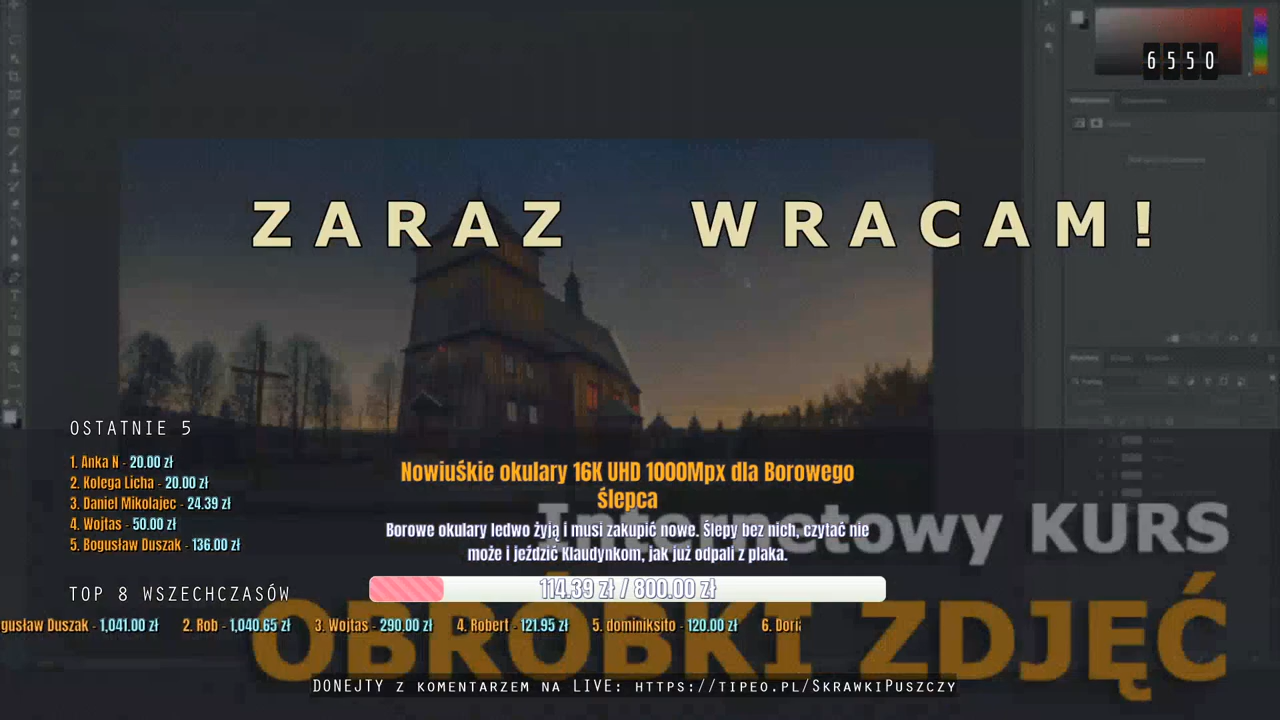 6550
ZARAZ WRACAM!
OSTATNIE 5
1. Anka N - 20.00 zł
2. Kolega Licha - 20.00 zł
3. Daniel Mikolajec - 24.39 zł
4. Wojtas - 50.00 zł
5. Bogusław Duszak - 136.00 zł
Nowiuśkie okulary 16K UHD 1000Mpx dla Borowego
ślepca
Borowe okulary ledwo żyją i musi zakupić nowe. Ślepy bez nich, czytać nie
może i jeździć Klaudynkom, jak już odpali z plaka.
114.39 zł / 800.00 zł
Internetowy KURS
OBRÓBKI ZDJĘĆ
TOP 8 WSZECHCZASÓW
gusław Duszak - 1,041.00 zł 2. Rob - 1,040.65 zł 3. Wojtas - 290.00 zł 4. Robert - 121.95 zł 5. dominiksito - 120.00 zł 6. Dori
DONEJTY z komentarzem na LIVE: https://tipeo.pl/SkrawkiPuszczy